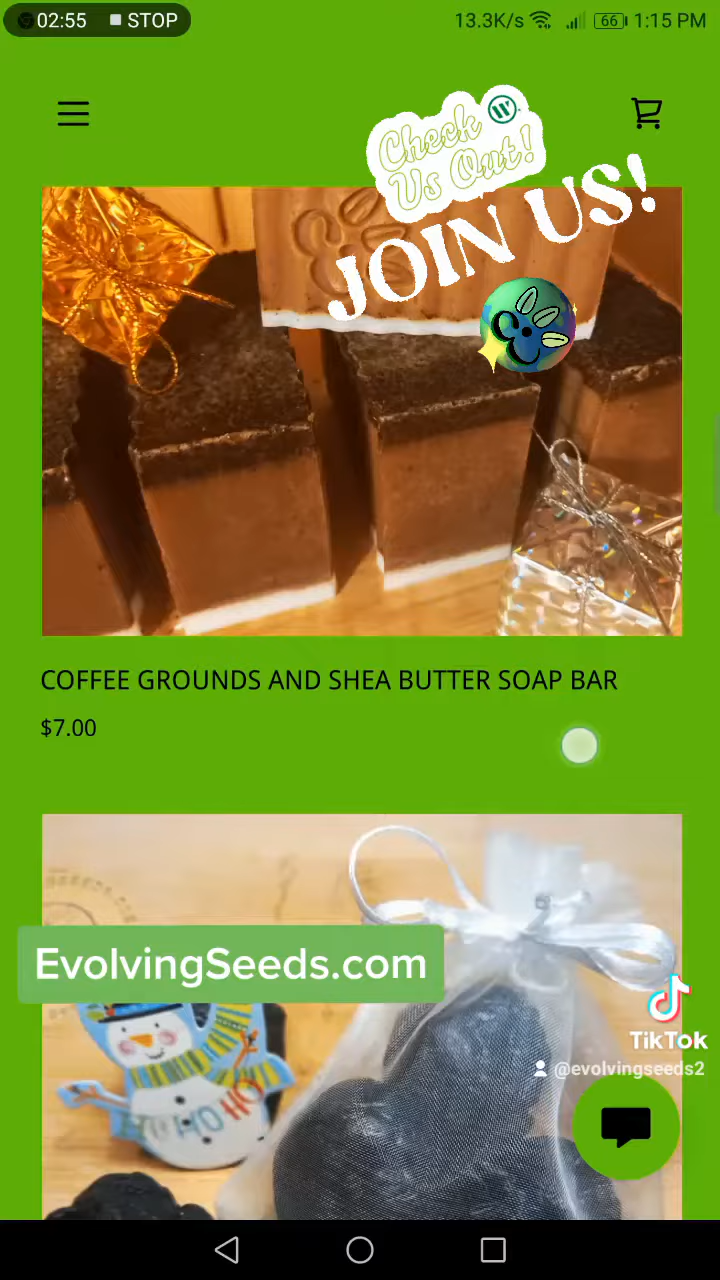 02:55 STOP
13.3K/s 66 1:15 PM
Check
Us Out!
JOIN US!
COFFEE GROUNDS AND SHEA BUTTER SOAP BAR
$7.00
EvolvingSeeds.com
HO HO HO
TikTok
@evolvingseeds2